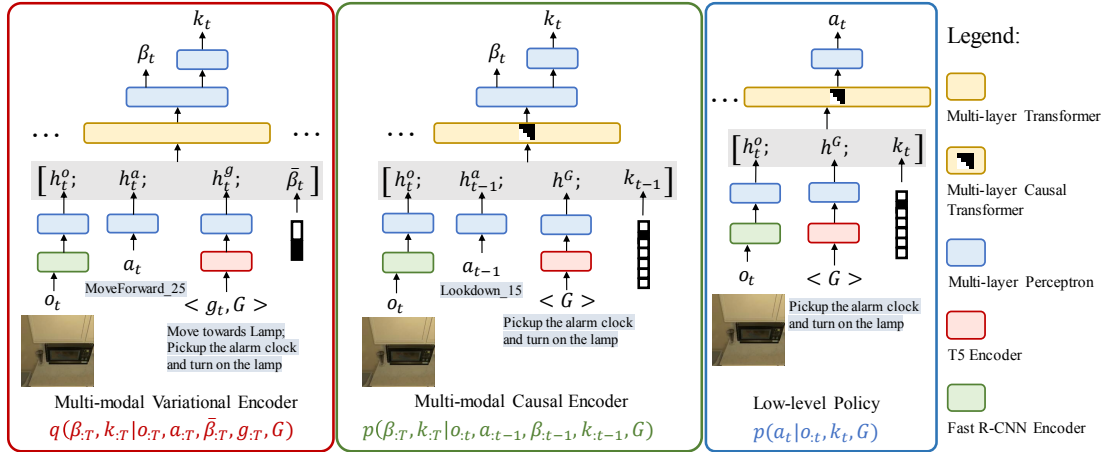 k_t
β_t
...
...
[h_t^o; h_t^a; h_t^g; β̄_t]
a_t
MoveForward_25
o_t
< g_t, G >
Move towards Lamp;
Pickup the alarm clock
and turn on the lamp
Multi-modal Variational Encoder
q(β_{:T}, k_{:T}|o_{:T}, a_{:T}, β̄_{:T}, g_{:T}, G)
k_t
β_t
...
...
[h_t^o; h_{t-1}^a; h^G; k_{t-1}]
a_{t-1}
Lookdown_15
o_t
< G >
Pickup the alarm clock
and turn on the lamp
Multi-modal Causal Encoder
p(β_{:T}, k_{:T}|o_{:t}, a_{:t-1}, β_{:t-1}, k_{:t-1}, G)
a_t
...
[h_t^o; h^G; k_t]
o_t
< G >
Pickup the alarm clock
and turn on the lamp
Low-level Policy
p(a_t|o_{:t}, k_t, G)
Legend:
Multi-layer Transformer
Multi-layer Causal
Transformer
Multi-layer Perceptron
T5 Encoder
Fast R-CNN Encoder